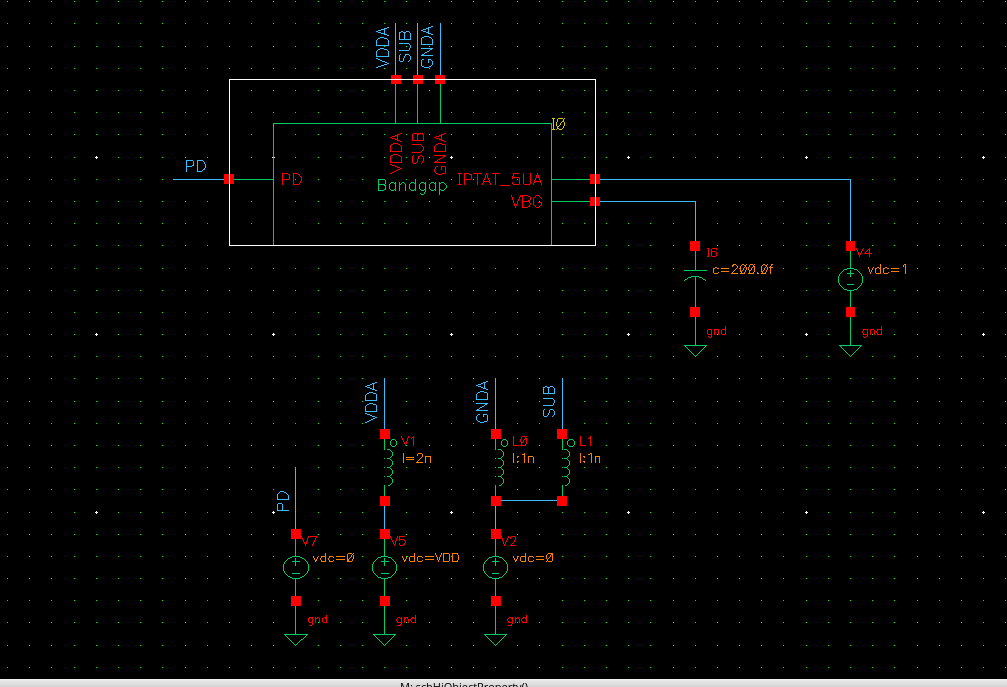 VDDA SUB GNDA
IØ
PD
VDDA SUB GNDA
PD
Bandgap
IPTAT_5UA
VBG
I6
c=200.0f
gnd
V4
vdc=1
gnd
VDDA
GNDA
SUB
V1
l=2n
LØ
l:1n
L1
l:1n
PD
V7
vdc=Ø
gnd
V5
vdc=VDD
gnd
V2
vdc=Ø
gnd
M: schHiObjectProperty()